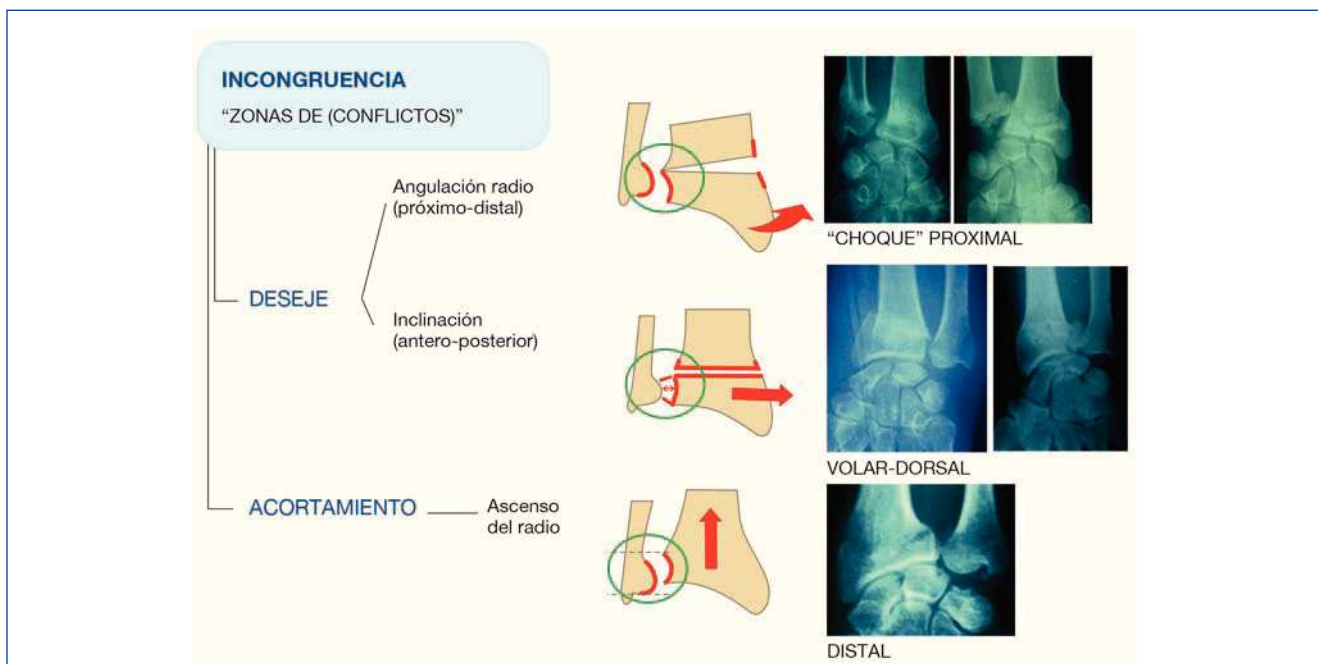 INCONGRUENCIA
“ZONAS DE (CONFLICTOS)”
Angulación radio
(próximo-distal)
“CHOQUE” PROXIMAL
DESEJE
Inclinación
(antero-posterior)
VOLAR-DORSAL
ACORTAMIENTO
Ascenso
del radio
DISTAL